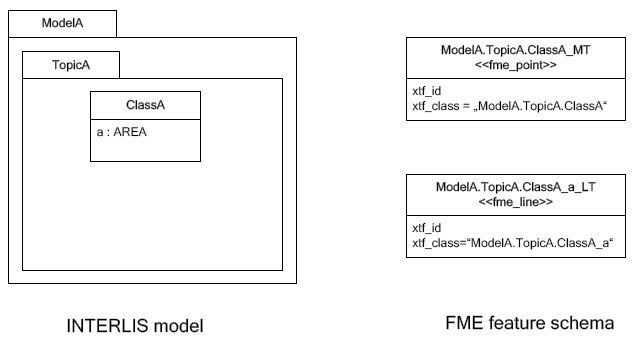 ModelA
TopicA
ClassA
a : AREA
INTERLIS model
ModelA.TopicA.ClassA_MT
<<fme_point>>
xtf_id
xtf_class = „ModelA.TopicA.ClassA“
ModelA.TopicA.ClassA_a_LT
<<fme_line>>
xtf_id
xtf_class=“ModelA.TopicA.ClassA_a“
FME feature schema